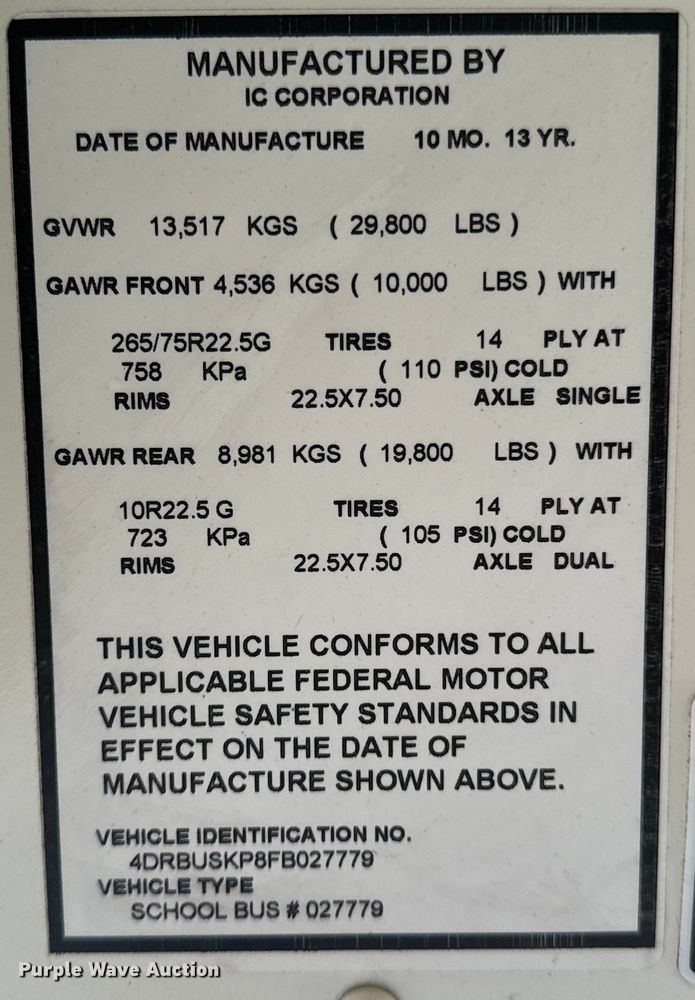 MANUFACTURED BY
IC CORPORATION
DATE OF MANUFACTURE 10 MO. 13 YR.
GVWR 13,517 KGS ( 29,800 LBS )
GAWR FRONT 4,536 KGS ( 10,000 LBS ) WITH
265/75R22.5G TIRES 14 PLY AT
758 KPa ( 110 PSI) COLD
RIMS 22.5X7.50 AXLE SINGLE
GAWR REAR 8,981 KGS ( 19,800 LBS ) WITH
10R22.5 G TIRES 14 PLY AT
723 KPa ( 105 PSI) COLD
RIMS 22.5X7.50 AXLE DUAL
THIS VEHICLE CONFORMS TO ALL
APPLICABLE FEDERAL MOTOR
VEHICLE SAFETY STANDARDS IN
EFFECT ON THE DATE OF
MANUFACTURE SHOWN ABOVE.
VEHICLE IDENTIFICATION NO.
4DRBUSKP8FB027779
VEHICLE TYPE
SCHOOL BUS # 027779
Purple Wave Auction